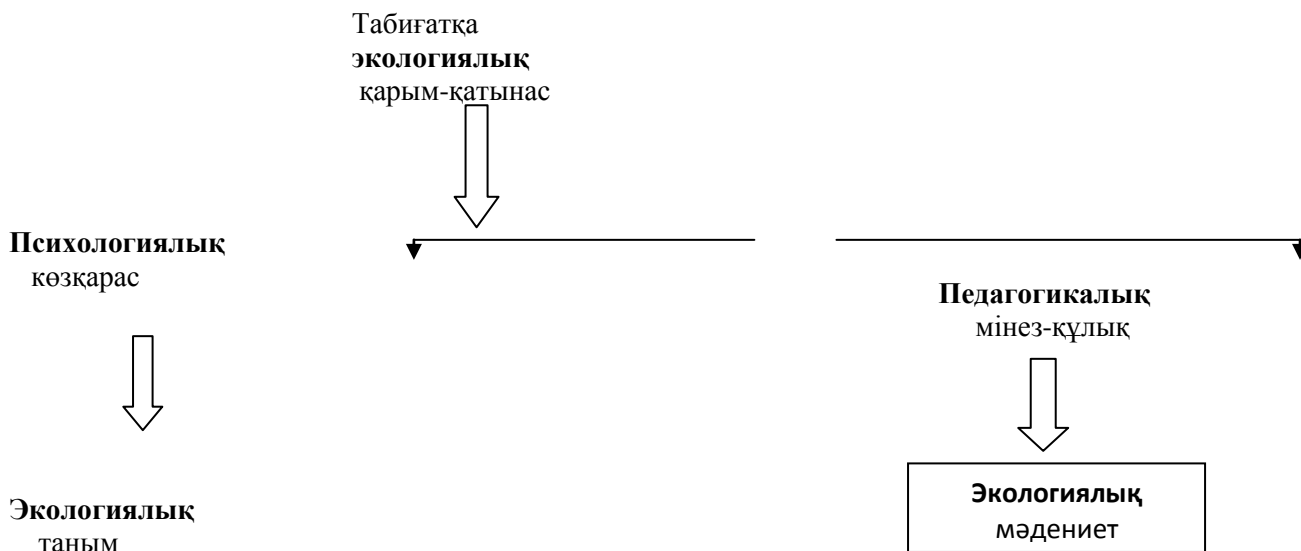 Табиғатқа
экологиялық
қарым-қатынас
Психологиялық
көзқарас
Педагогикалық
мінез-құлық
Экологиялық
таным
Экологиялық
мәдениет